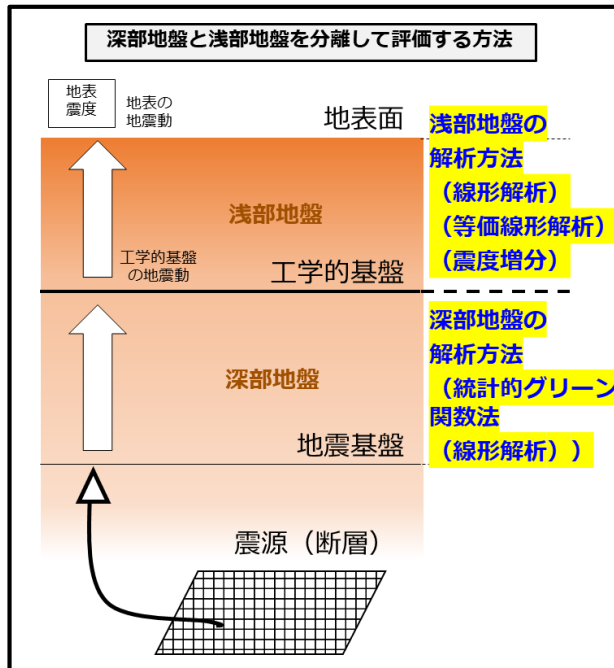 深部地盤と浅部地盤を分離して評価する方法
地表
震度
地表の
地震動
地表面
浅部地盤の
解析方法
（線形解析）
（等価線形解析）
（震度増分）
浅部地盤
工学的基盤
の地震動
工学的基盤
深部地盤の
解析方法
（統計的グリーン
関数法
（線形解析））
深部地盤
地震基盤
震源（断層）